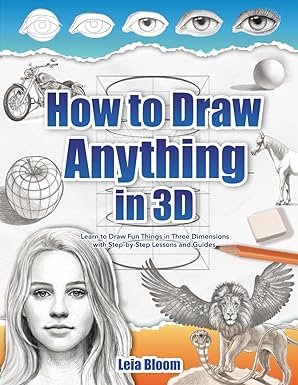 How to Draw
Anything
in 3D
Learn to Draw Fun Things in Three Dimensions
with Step-by-Step Lessons and Guides
Leia Bloom